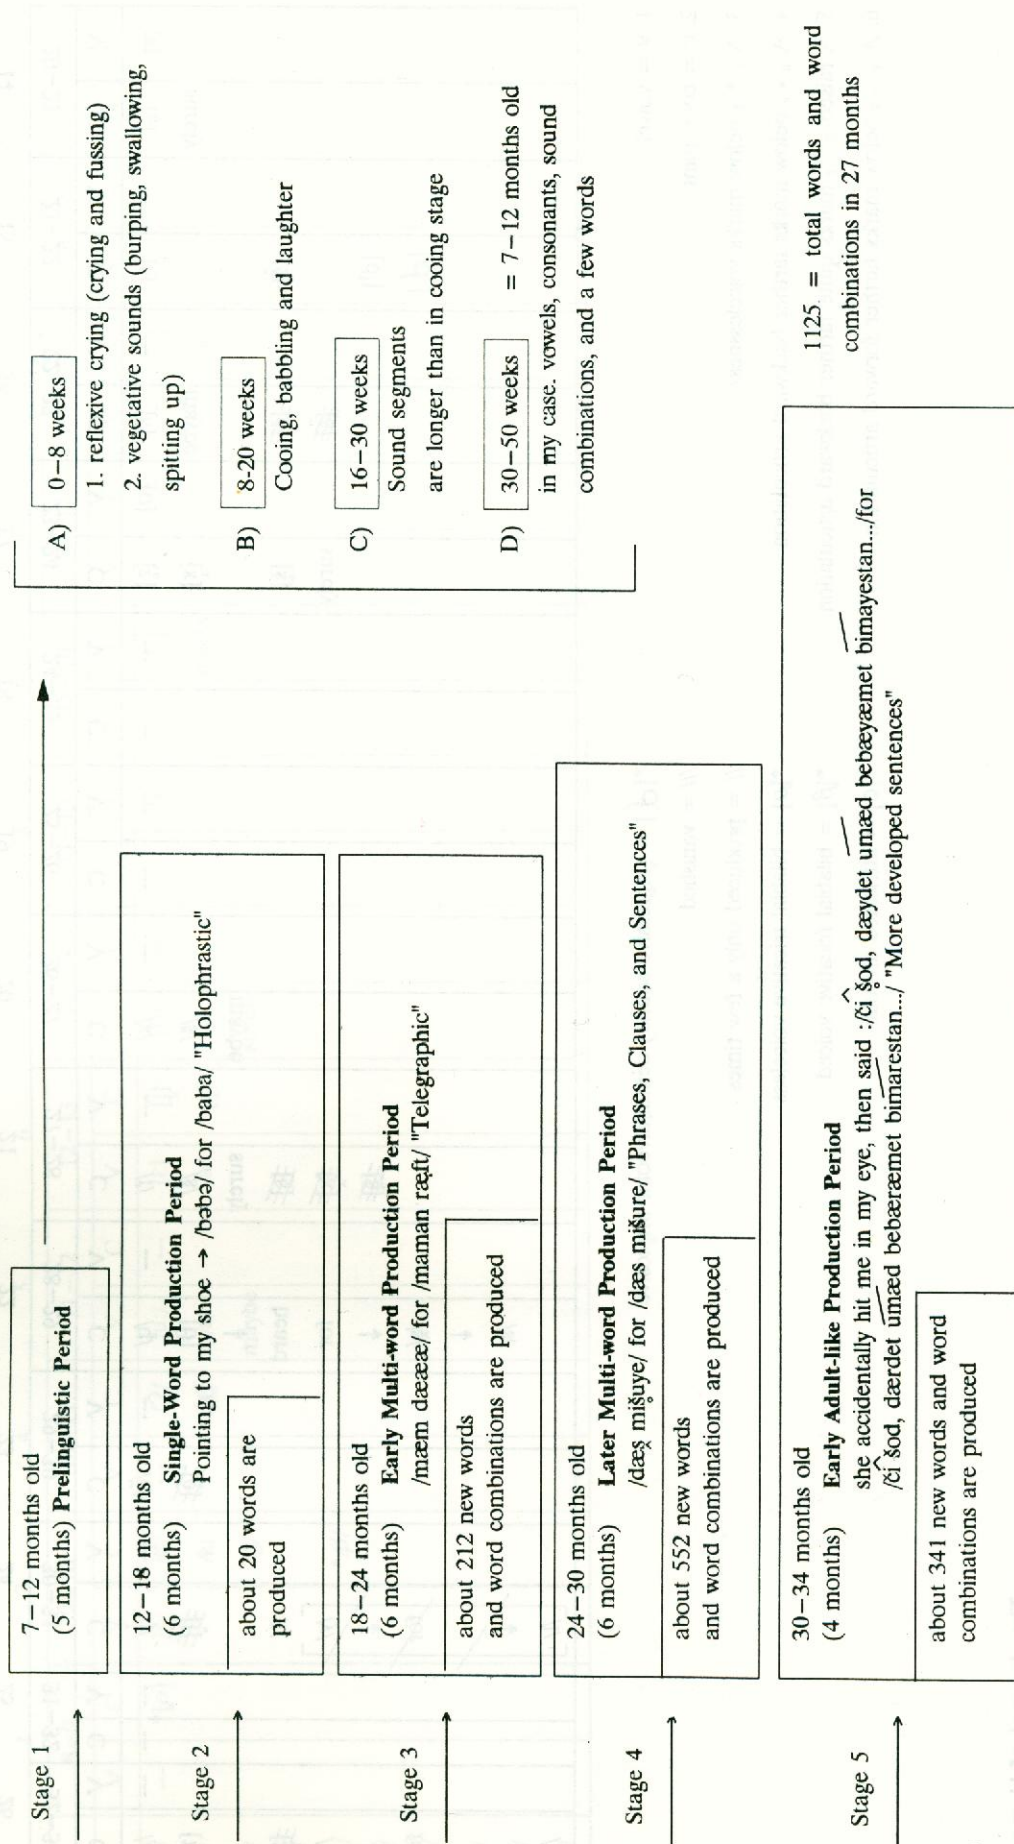 Stage 1
7–12 months old
(5 months) Prelinguistic Period
A) 0–8 weeks
1. reflexive crying (crying and fussing)
2. vegetative sounds (burping, swallowing,
spitting up)
B) 8-20 weeks
Cooing, babbling and laughter
C) 16–30 weeks
Sound segments
are longer than in cooing stage
D) 30–50 weeks = 7–12 months old
in my case. vowels, consonants, sound
combinations, and a few words
Stage 2
12–18 months old
(6 months) Single-Word Production Period
Pointing to my shoe → /bəbə/ for /baba/ "Holophrastic"
about 20 words are
produced
Stage 3
18–24 months old
(6 months) Early Multi-word Production Period
/mæm dæææ/ for /maman ræft/ "Telegraphic"
about 212 new words
and word combinations are produced
Stage 4
24–30 months old
(6 months) Later Multi-word Production Period
/dæs mišuye/ for /dæs mišure/ "Phrases, Clauses, and Sentences"
about 552 new words
and word combinations are produced
Stage 5
30–34 months old
(4 months) Early Adult-like Production Period
she accidentally hit me in my eye, then said :/či šod, dæydet umæd bebæyæmet bimayestan.../for
/či šod, dærdet umæd bebæræmet bimarestan.../ "More developed sentences"
about 341 new words and word
combinations are produced
1125 = total words and word
combinations in 27 months